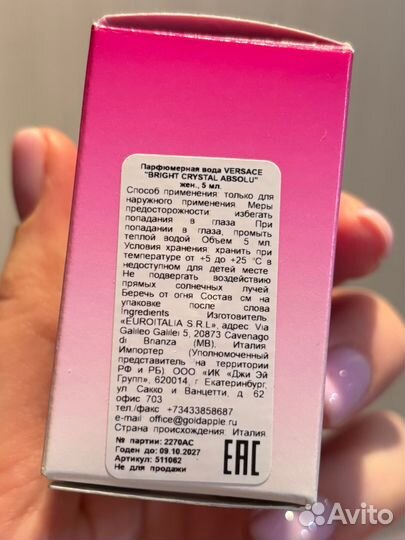 Парфюмерная вода VERSACE
"BRIGHT CRYSTAL ABSOLU"
жен., 5 мл.
Способ применения только для
наружного применения Меры
предосторожности избегать
попадания в глаза При
попадании в глаза, промыть
теплой водой Объем 5 мл.
Условия хранения хранить при
температуре от +5 до +25 °C в
недоступном для детей месте
Не подвергать воздействию
прямых солнечных лучей
Беречь от огня Состав см на
упаковке после слова
Ingredients Изготовитель
«EUROITALIA S.R.L», адрес Via
Galileo Galilei 5, 20873 Cavenago
di Brianza (MB). Италия
Импортер (Уполномоченный
представитель на территории
РФ и РБ) ООО «ИК «Джи Эй
Групп», 620014, г Екатеринбург,
ул Сакко и Ванцетти, д 62
офис 703
тел./факс +73433858687
e-mail office@goldapple.ru
Страна происхождения: Италия
№ партии: 2270AC
Годен до: 09.10.2027
Артикул: 511062
Не для продажи
EAC
Avito